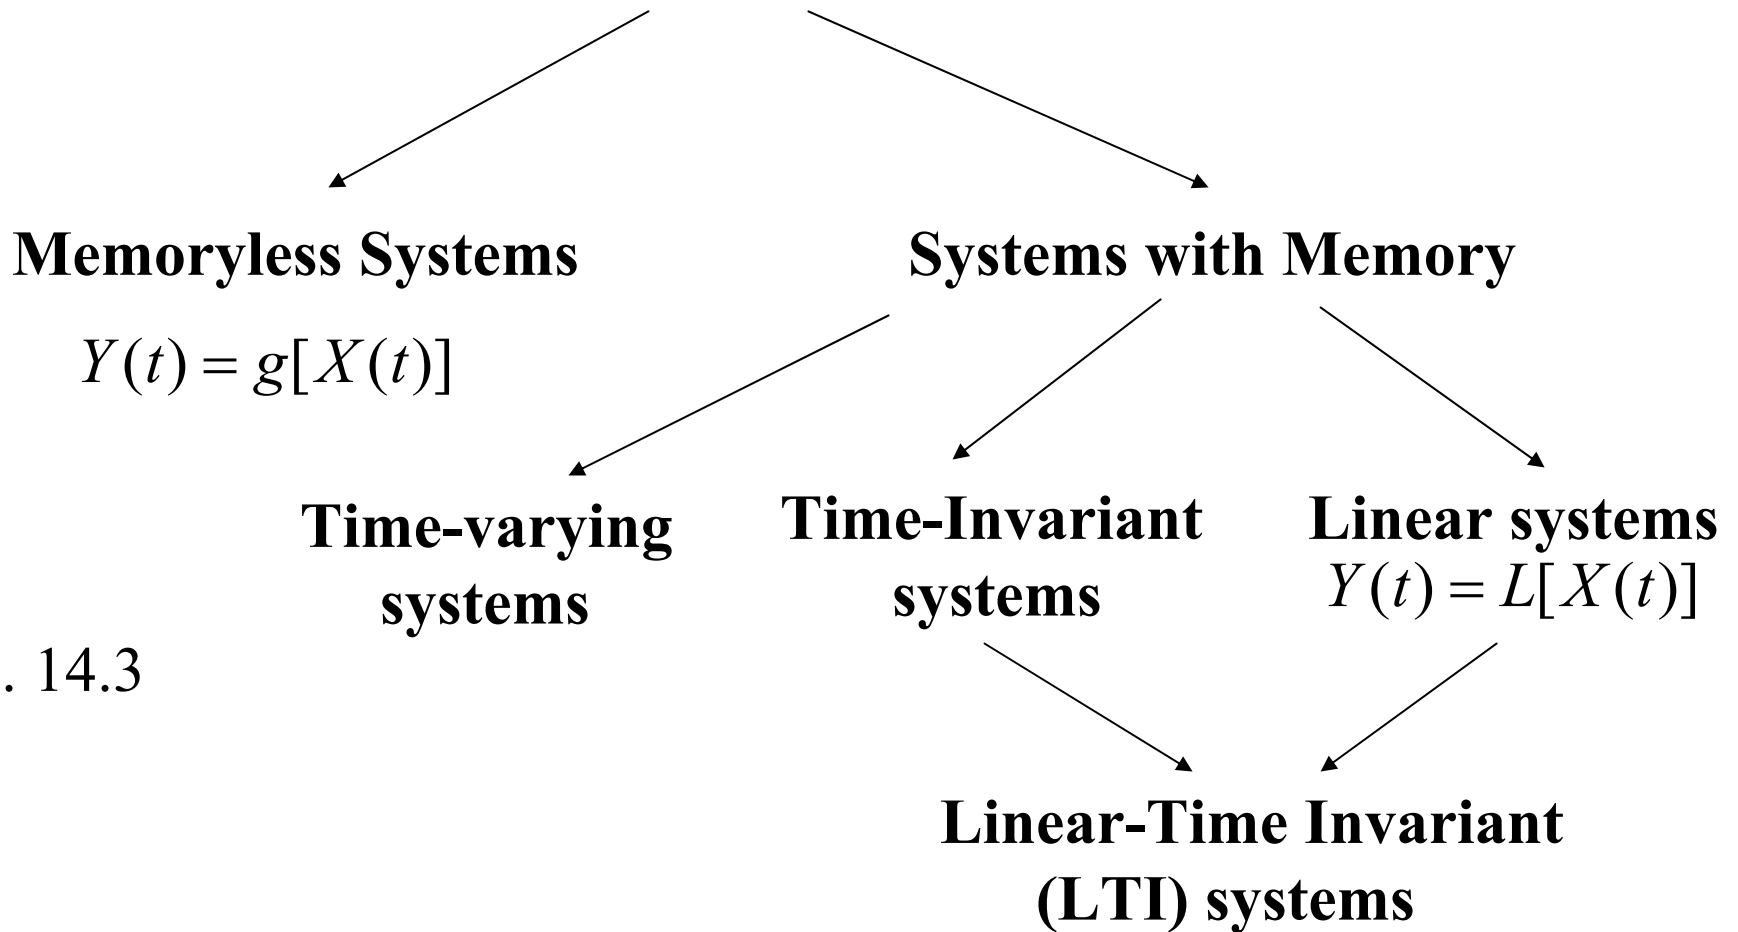 Memoryless Systems
Systems with Memory
Y(t) = g[X(t)]
Time-varying
systems
Time-Invariant
systems
Linear systems
Y(t) = L[X(t)]
. 14.3
Linear-Time Invariant
(LTI) systems